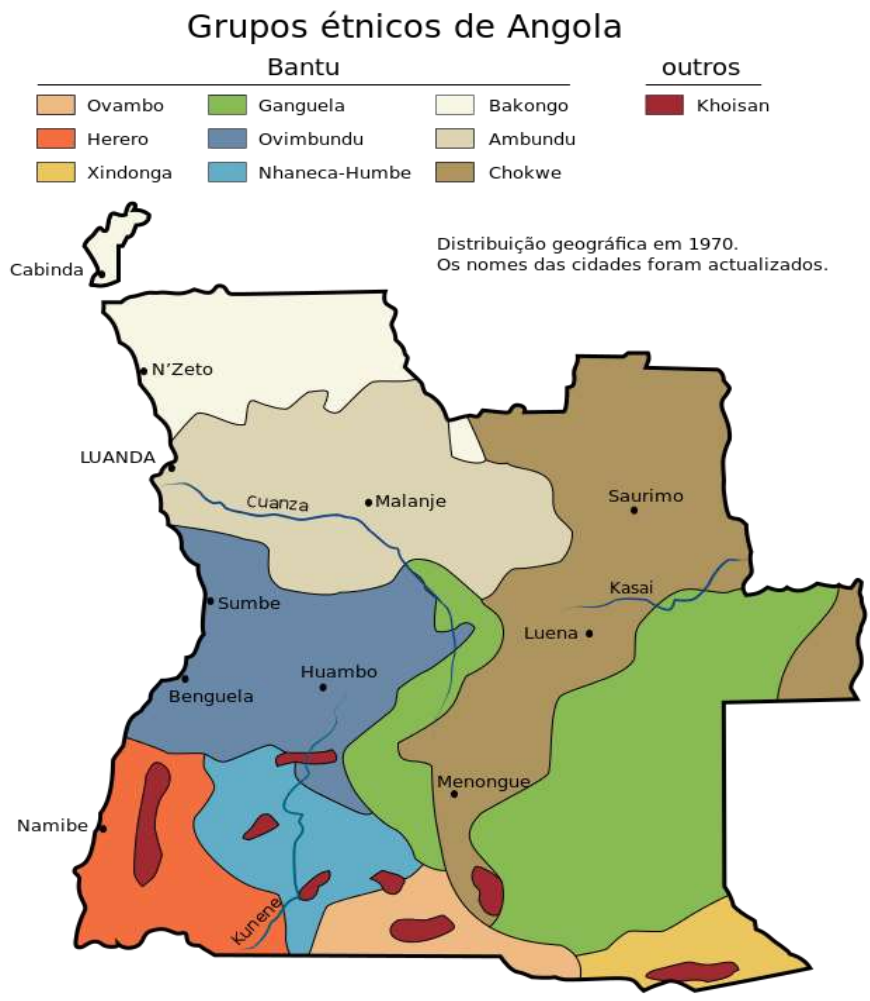 Grupos étnicos de Angola
Bantu
outros
Ovambo
Ganguela
Bakongo
Khoisan
Herero
Ovimbundu
Ambundu
Xindonga
Nhaneca-Humbe
Chokwe
Distribuição geográfica em 1970.
Os nomes das cidades foram actualizados.
Cabinda
N’Zeto
LUANDA
Cuanza
Malanje
Saurimo
Kasai
Sumbe
Luena
Huambo
Benguela
Menongue
Namibe
Kunene